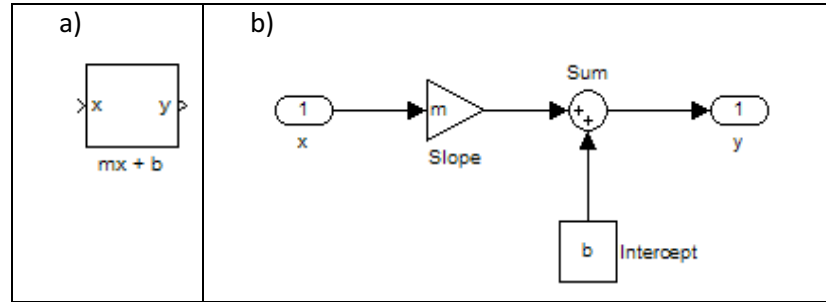 a)
x y
mx + b
b)
Sum
1 m + + 1
x Slope y
b Intercept